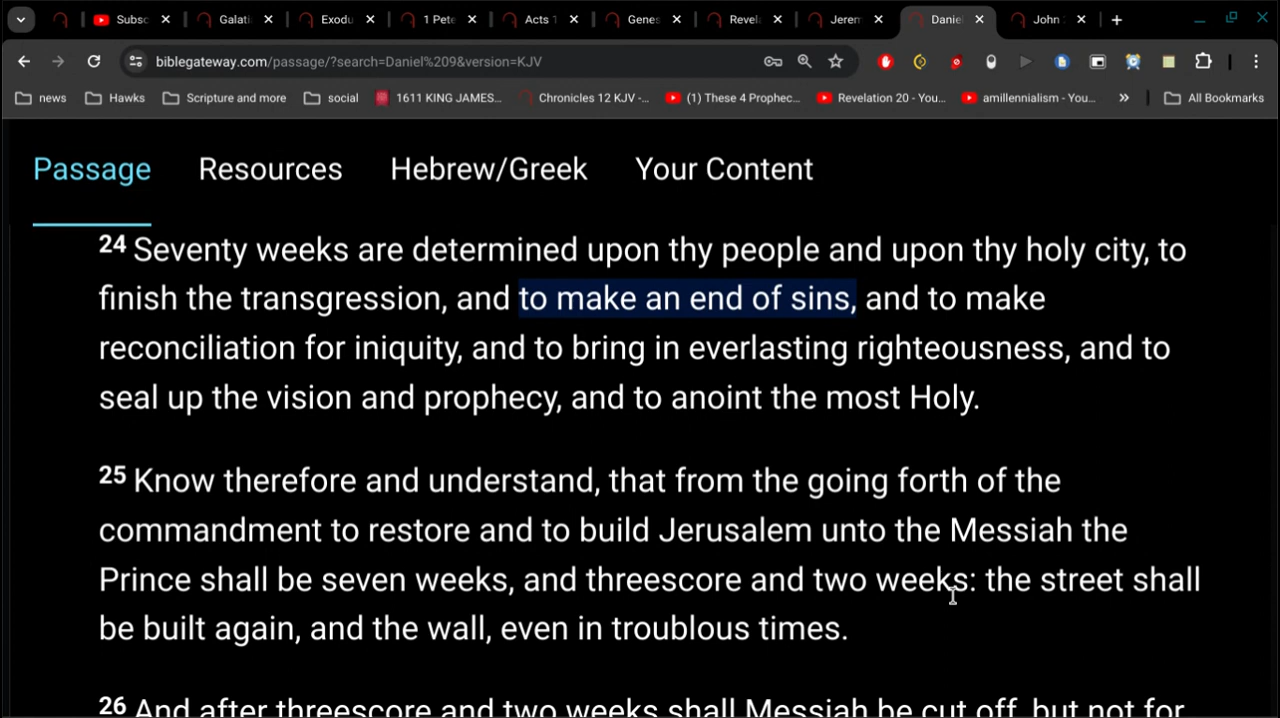 Subsc Galati Exodu 1 Pete Acts 1 Genes Revela Jerem Daniel John
biblegateway.com/passage/?search=Daniel%209&version=KJV
news Hawks Scripture and more social 1611 KING JAMES... Chronicles 12 KJV -... (1) These 4 Prophec... Revelation 20 - You... amillennialism - You... » All Bookmarks
Passage Resources Hebrew/Greek Your Content
24 Seventy weeks are determined upon thy people and upon thy holy city, to
finish the transgression, and to make an end of sins, and to make
reconciliation for iniquity, and to bring in everlasting righteousness, and to
seal up the vision and prophecy, and to anoint the most Holy.
25 Know therefore and understand, that from the going forth of the
commandment to restore and to build Jerusalem unto the Messiah the
Prince shall be seven weeks, and threescore and two weeks: the street shall
be built again, and the wall, even in troublous times.
26 And after threescore and two weeks shall Messiah be cut off, but not for